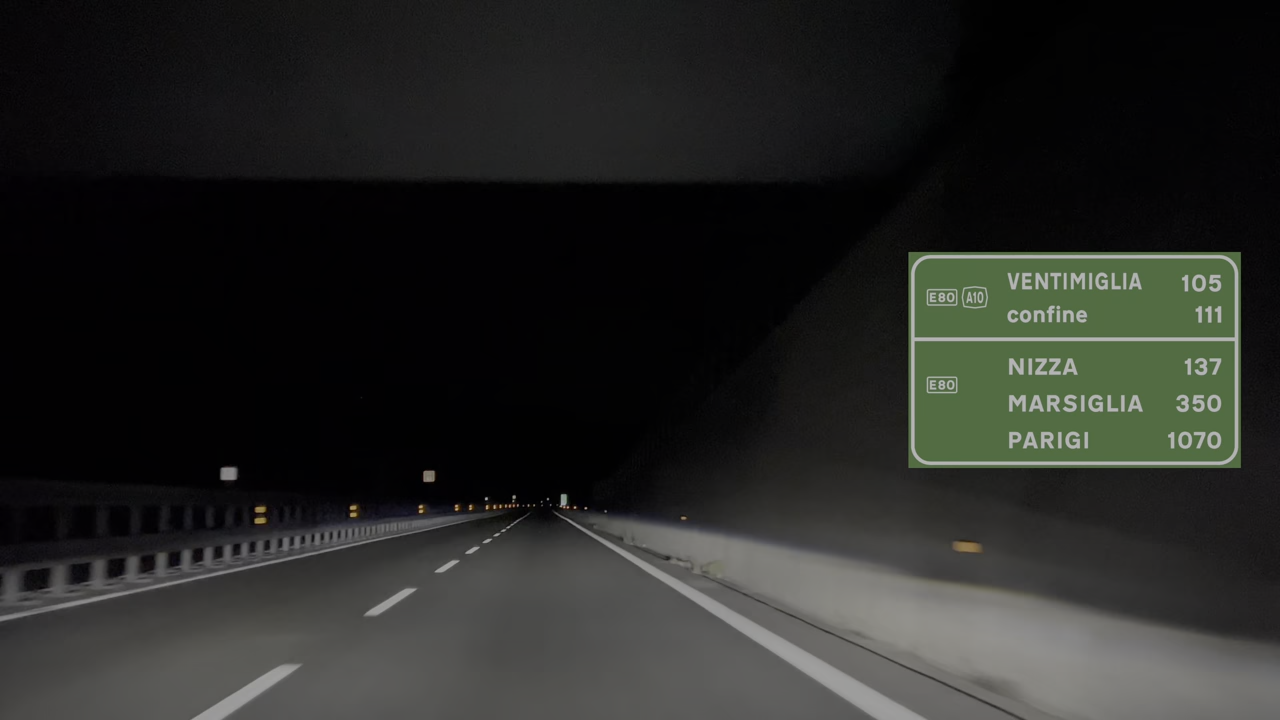 E80 A10 VENTIMIGLIA 105
confine 111
E80
NIZZA 137
MARSIGLIA 350
PARIGI 1070